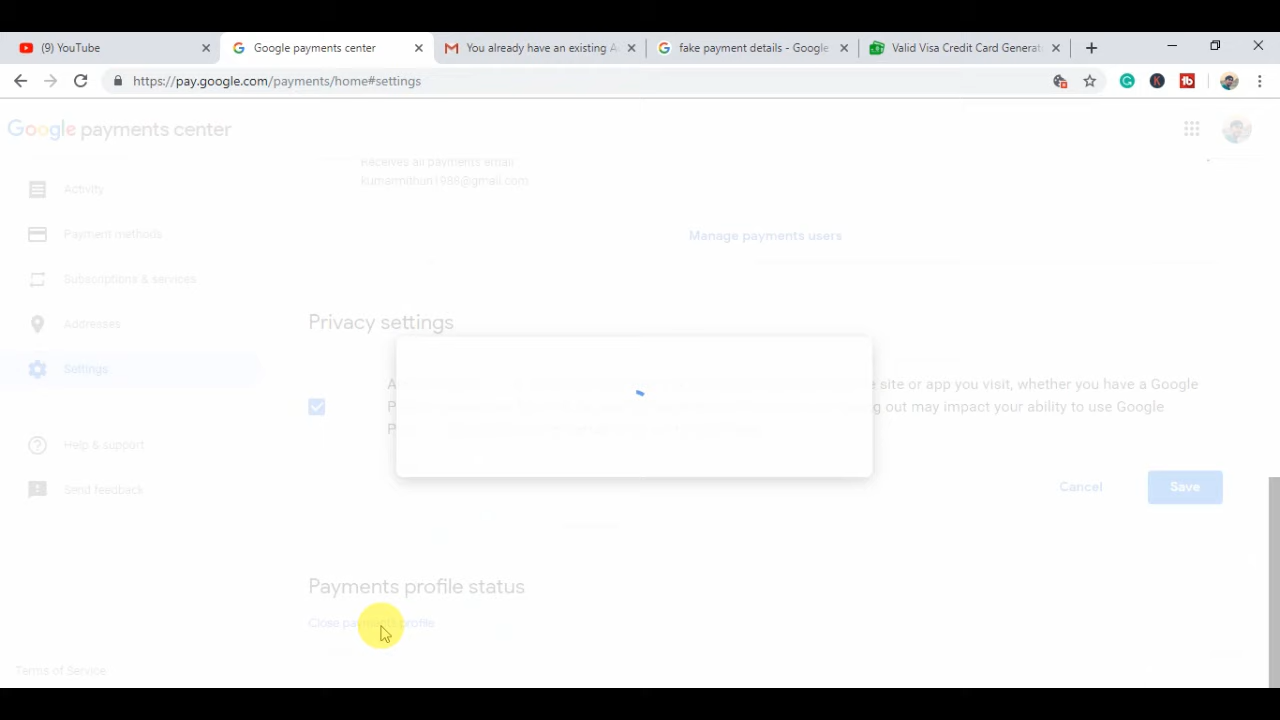 (9) YouTube
Google payments center
You already have an existing A
fake payment details - Google
Valid Visa Credit Card Generat
https://pay.google.com/payments/home#settings
Google payments center
Receives all payments email
kumarmithun1988@gmail.com
Activity
Payment methods
Manage payments users
Subscriptions & services
Addresses
Privacy settings
Settings
site or app you visit, whether you have a Google
out may impact your ability to use Google
Help & support
Cancel
Save
Send feedback
Payments profile status
Close payments profile
Terms of Service